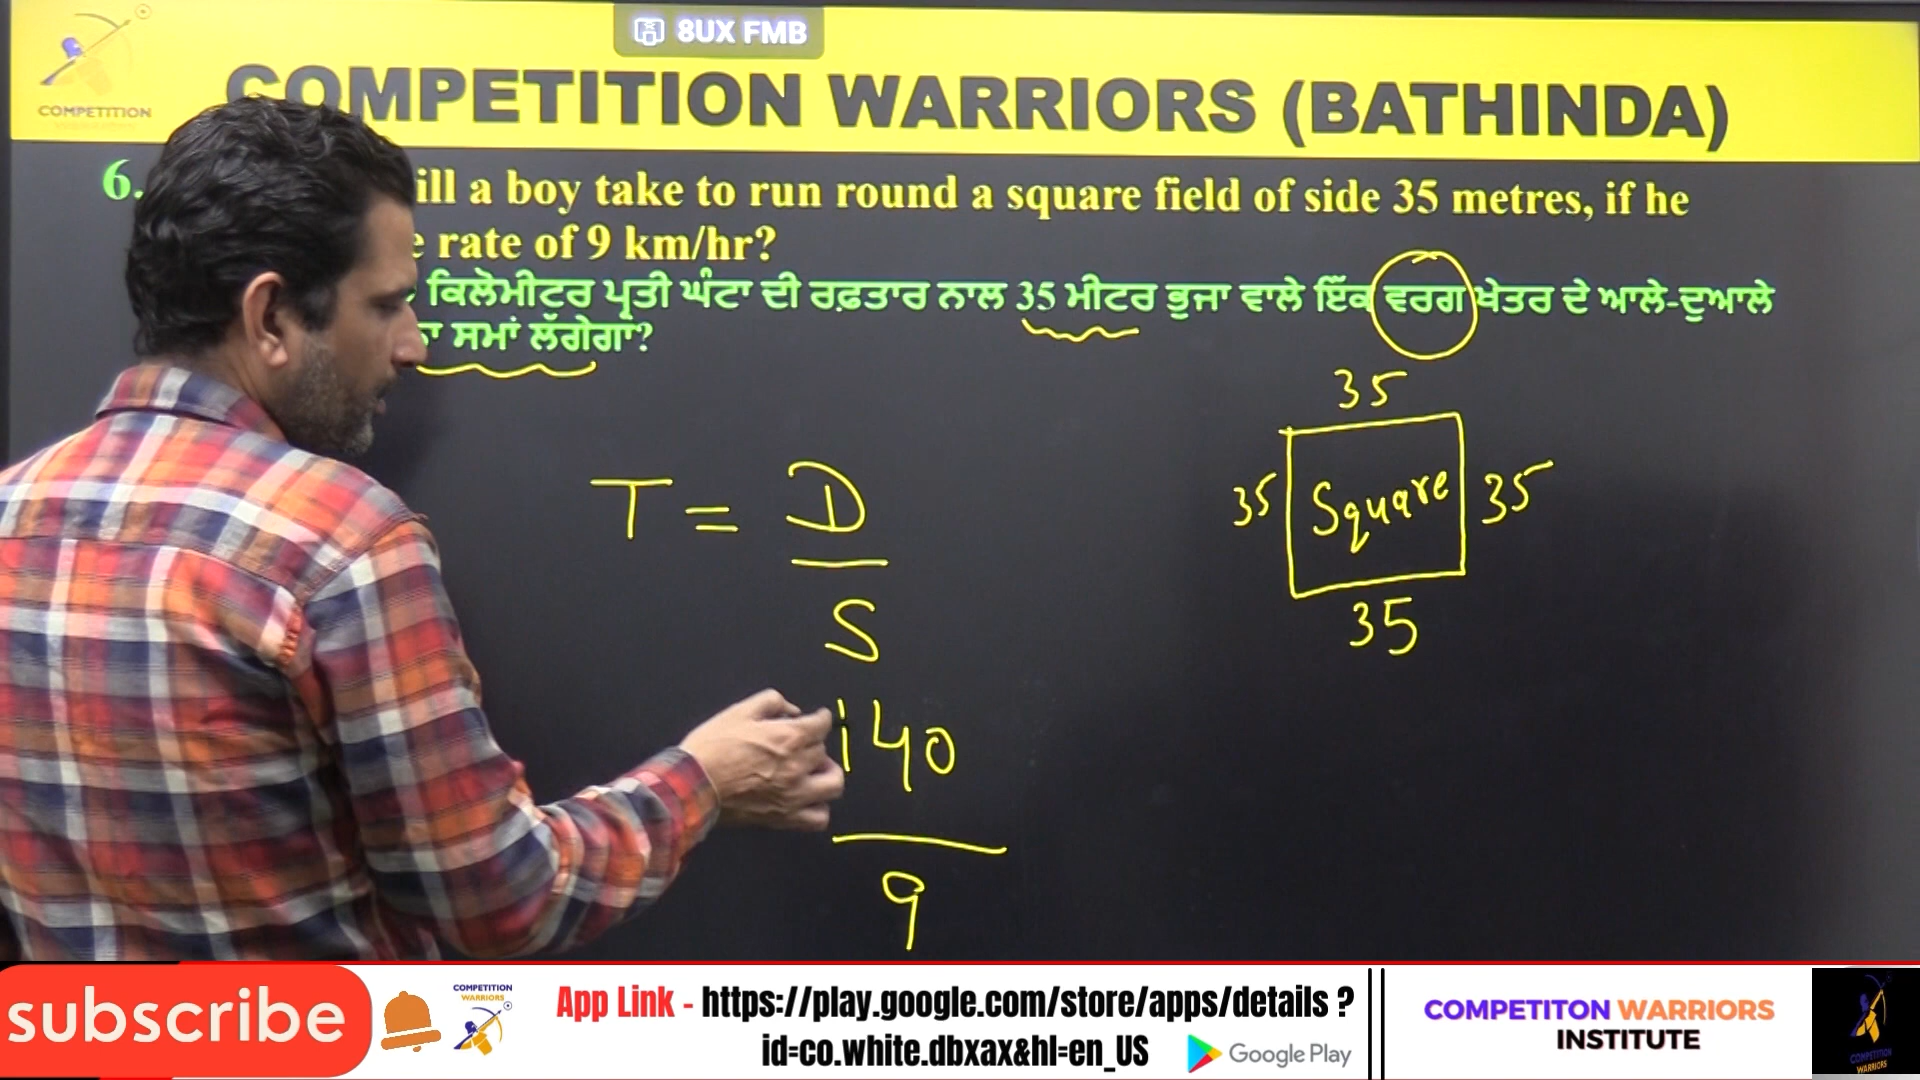 8UX FMB
COMPETITION
COMPETITION WARRIORS (BATHINDA)
6. ill a boy take to run round a square field of side 35 metres, if he
rate of 9 km/hr?
ਕਿਲੋਮੀਟਰ ਪ੍ਰਤੀ ਘੰਟਾ ਦੀ ਰਫ਼ਤਾਰ ਨਾਲ 35 ਮੀਟਰ ਭੁਜਾ ਵਾਲੇ ਇੱਕ ਵਰਗ ਖੇਤਰ ਦੇ ਆਲੇ-ਦੁਆਲੇ
ਸਮਾਂ ਲੱਗੇਗਾ?
35
35 Square 35
35
T = D
S
140
9
subscribe
COMPETITION
WARRIORS
App Link - https://play.google.com/store/apps/details ?
id=co.white.dbxax&hl=en_US
Google Play
COMPETITON WARRIORS
INSTITUTE
COMPETITION
WARRIORS